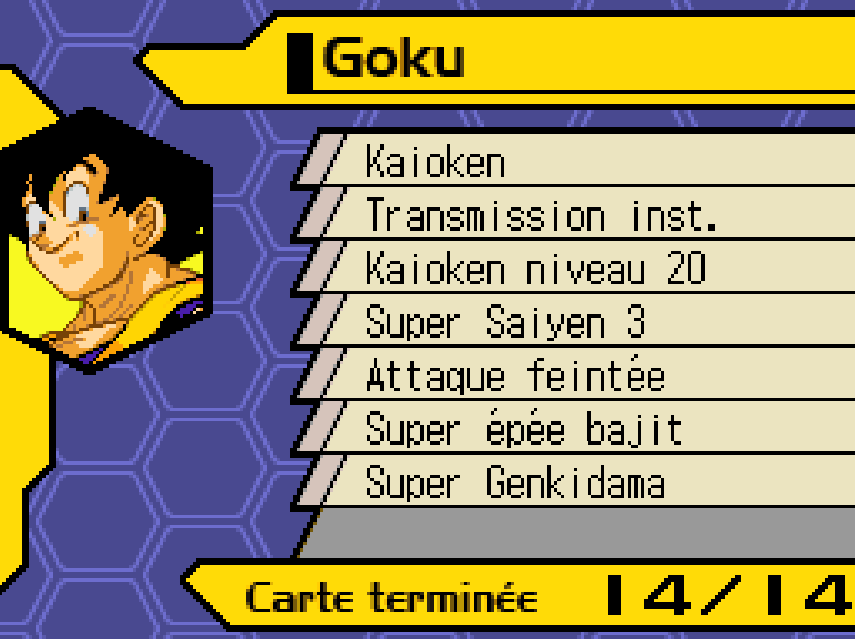 Goku
Kaioken
Transmission inst.
Kaioken niveau 20
Super Saiyen 3
Attaque feintée
Super épée bajit
Super Genkidama
Carte terminée 14/14